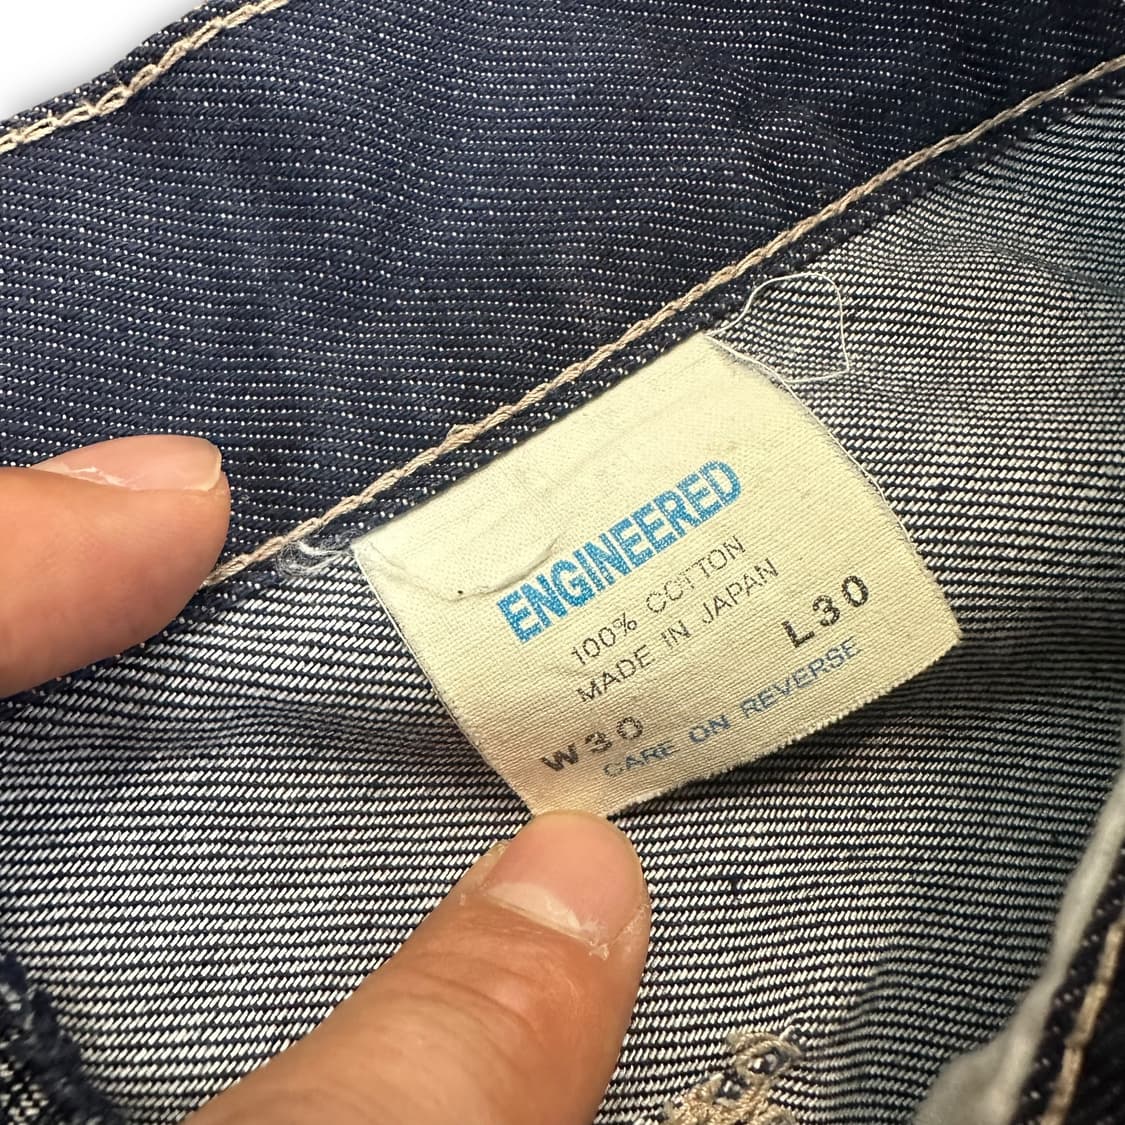 ENGINEERED
100% COTTON
MADE IN JAPAN
W30 L30
CARE ON REVERSE